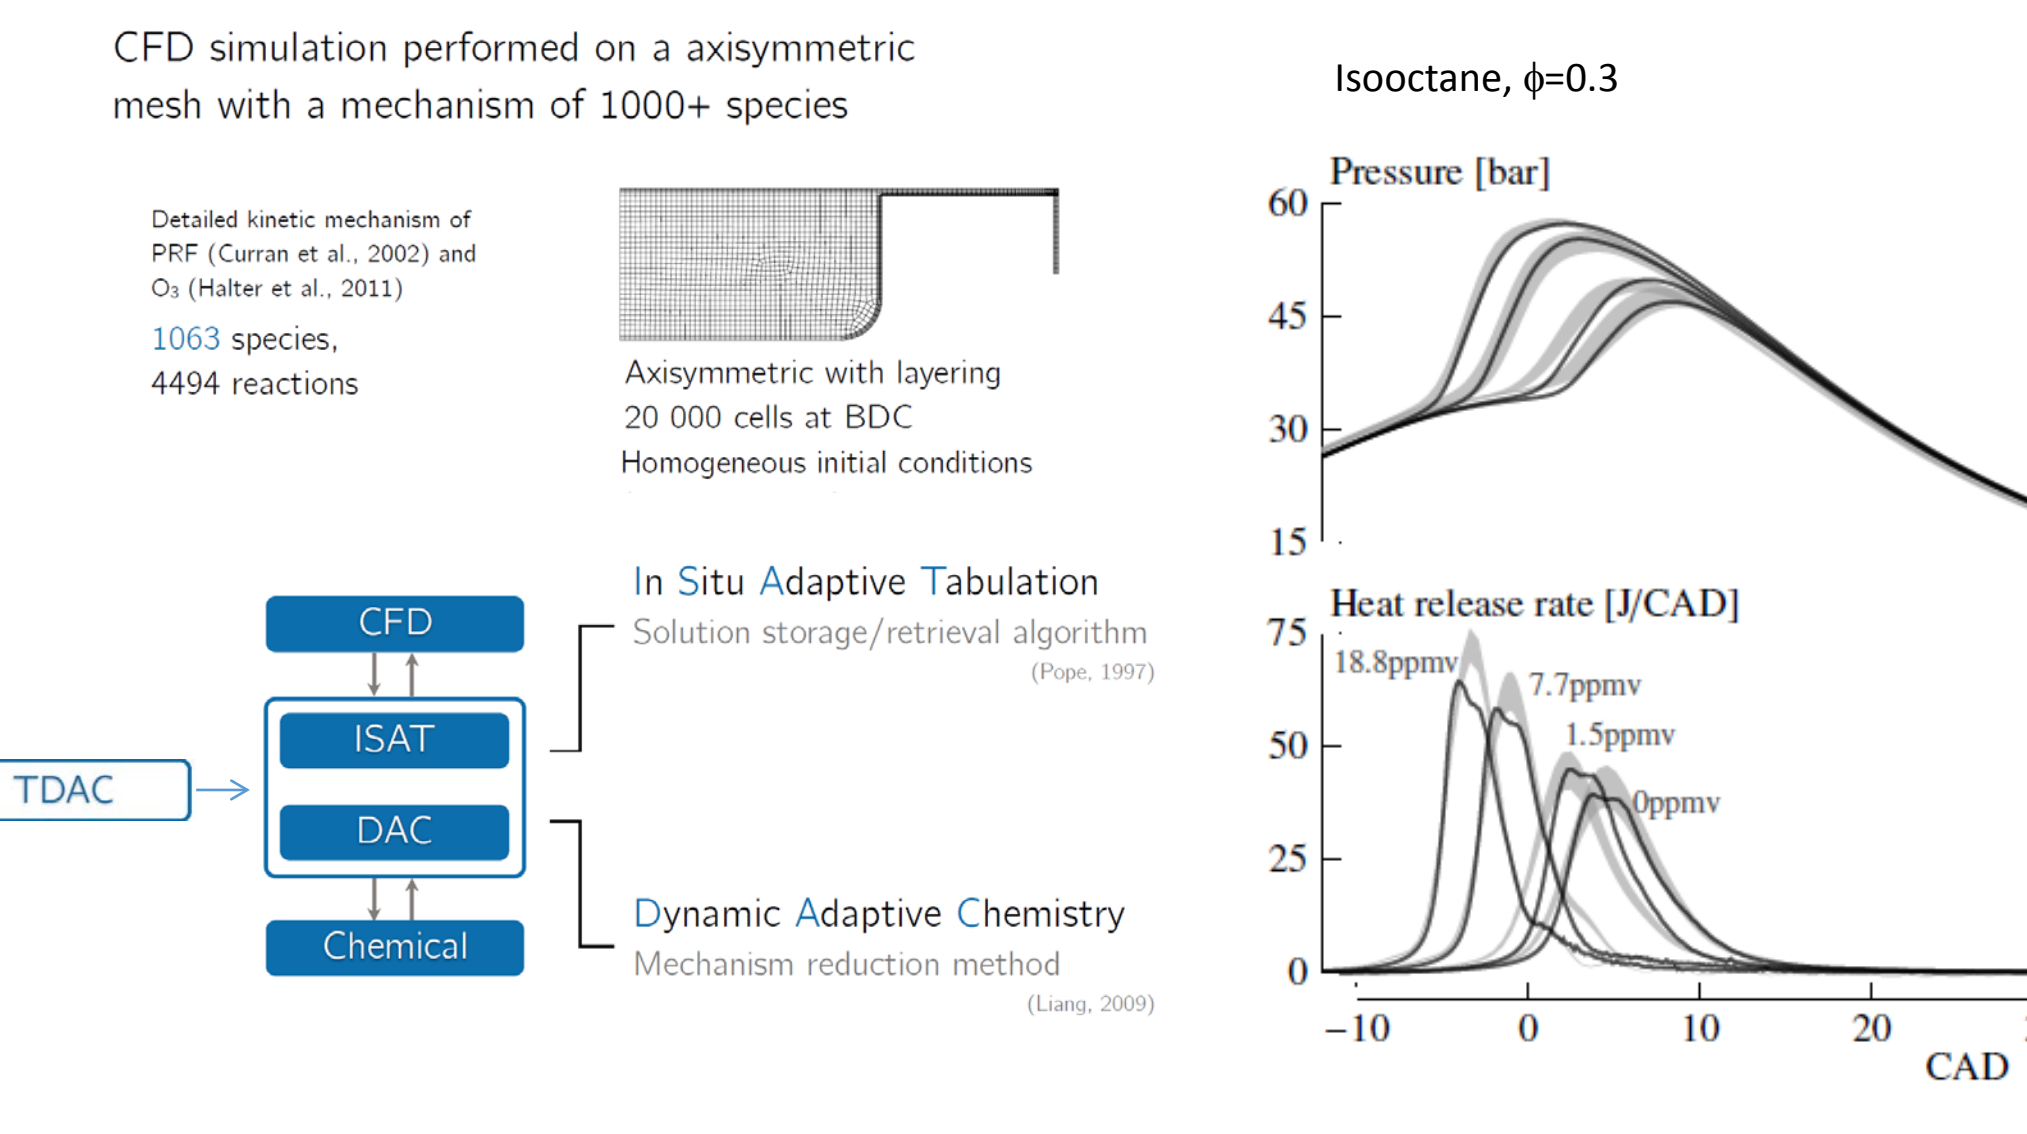 CFD simulation performed on a axisymmetric
mesh with a mechanism of 1000+ species
Detailed kinetic mechanism of
PRF (Curran et al., 2002) and
O₃ (Halter et al., 2011)
1063 species,
4494 reactions
Axisymmetric with layering
20 000 cells at BDC
Homogeneous initial conditions
TDAC
CFD
ISAT
DAC
Chemical
In Situ Adaptive Tabulation
Solution storage/retrieval algorithm
(Pope, 1997)
Dynamic Adaptive Chemistry
Mechanism reduction method
(Liang, 2009)
Isooctane, ϕ=0.3
Pressure [bar]
60
45
30
15
Heat release rate [J/CAD]
75
50
25
0
18.8ppmv
7.7ppmv
1.5ppmv
0ppmv
−10 0 10 20
CAD